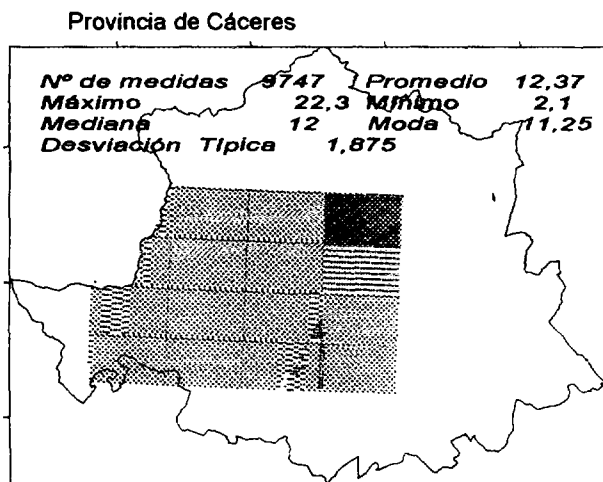 Provincia de Cáceres
Nº de medidas 9747 Promedio 12,37
Máximo 22,3 Mínimo 2,1
Mediana 12 Moda 11,25
Desviación Típica 1,875